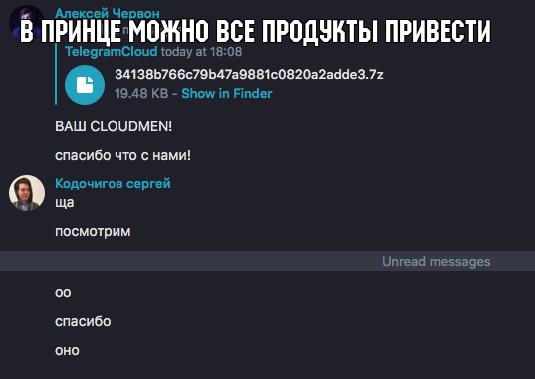 Алексей Червон
В ПРИНЦЕ МОЖНО ВСЕ ПРОДУКТЫ ПРИВЕСТИ
TelegramCloud today at 18:08
34138b766c79b47a9881c0820a2adde3.7z
19.48 KB - Show in Finder
ВАШ CLOUDMEN!
спасибо что с нами!
Кодочигов сергей
ща
посмотрим
Unread messages
оо
спасибо
оно